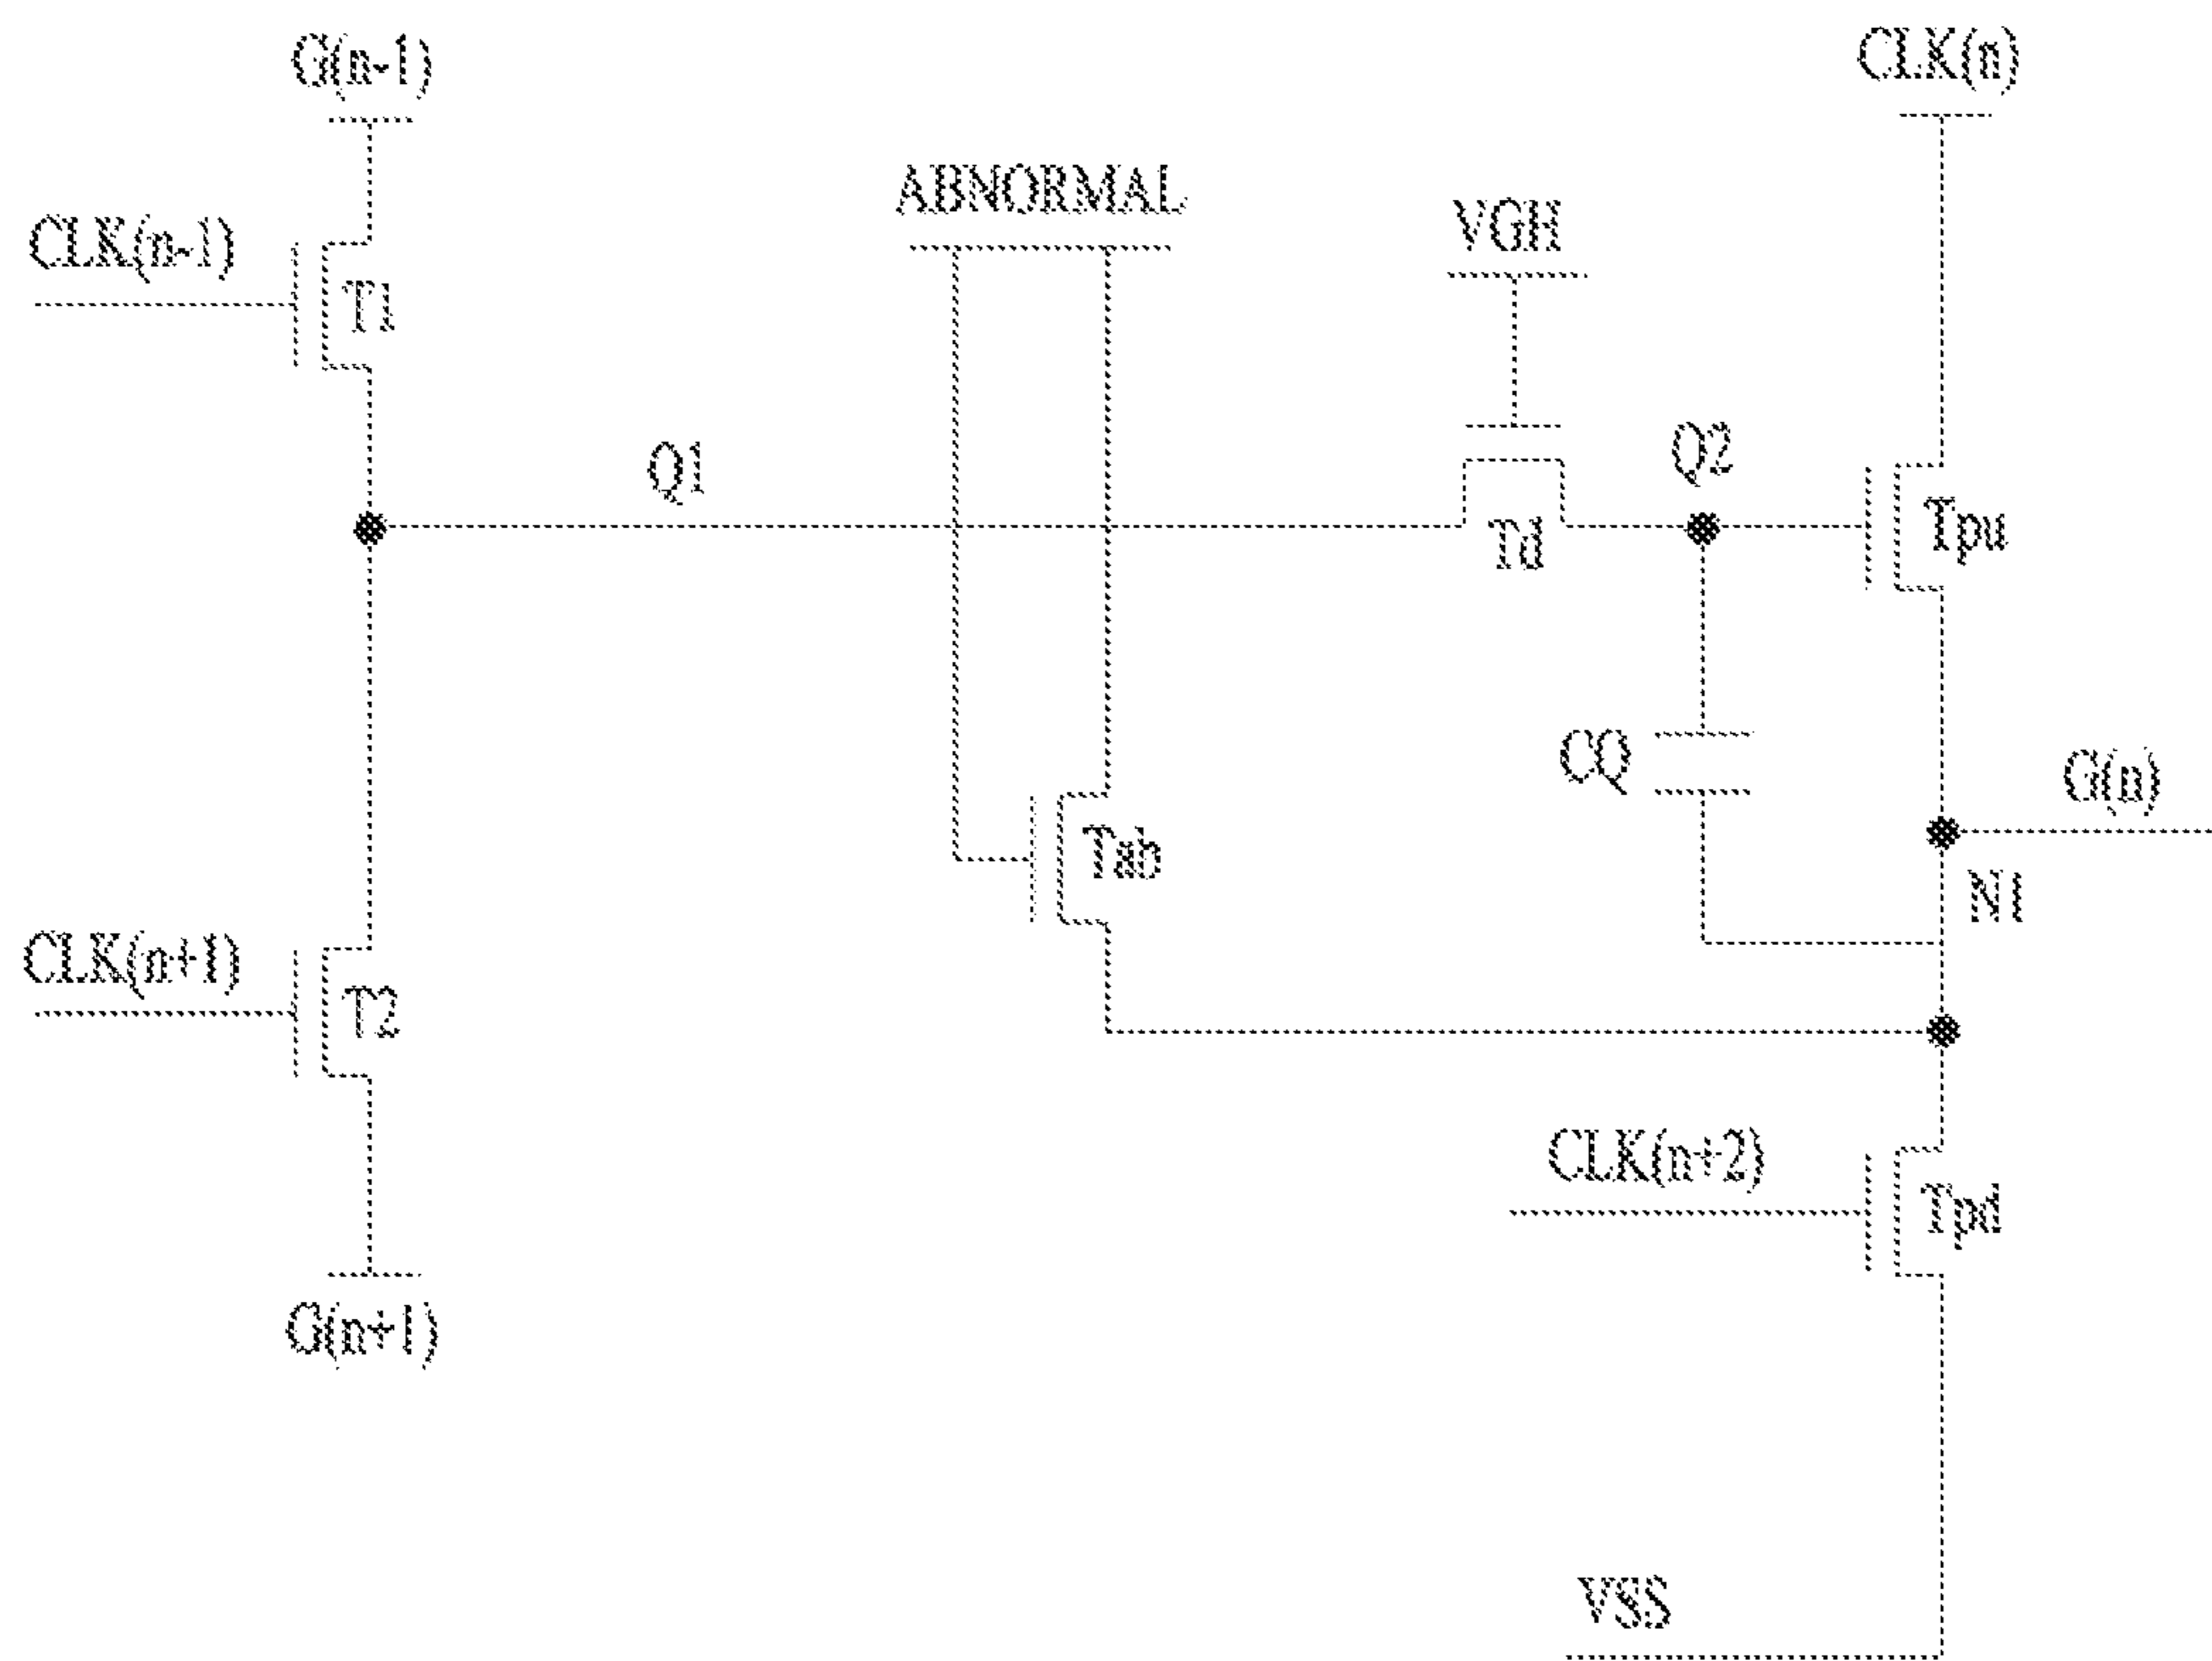 G(n-1)
CLK(n)
ABNORMAL
CLK(n-1)
VGH
T1
Q1
Q2
Td
Tpu
CQ
G(n)
Tab
N1
CLK(n+1)
T2
CLK(n+2)
Tpd
G(n+1)
VSS